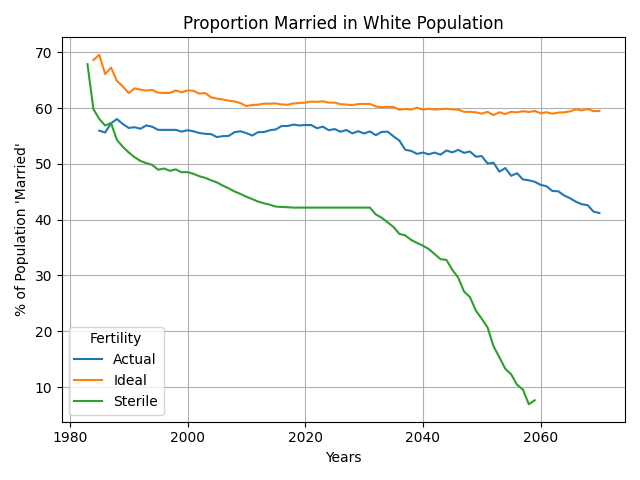 Proportion Married in White Population
% of Population 'Married'
70
60
50
40
30
20
10
Fertility
Actual
Ideal
Sterile
1980
2000
2020
2040
2060
Years